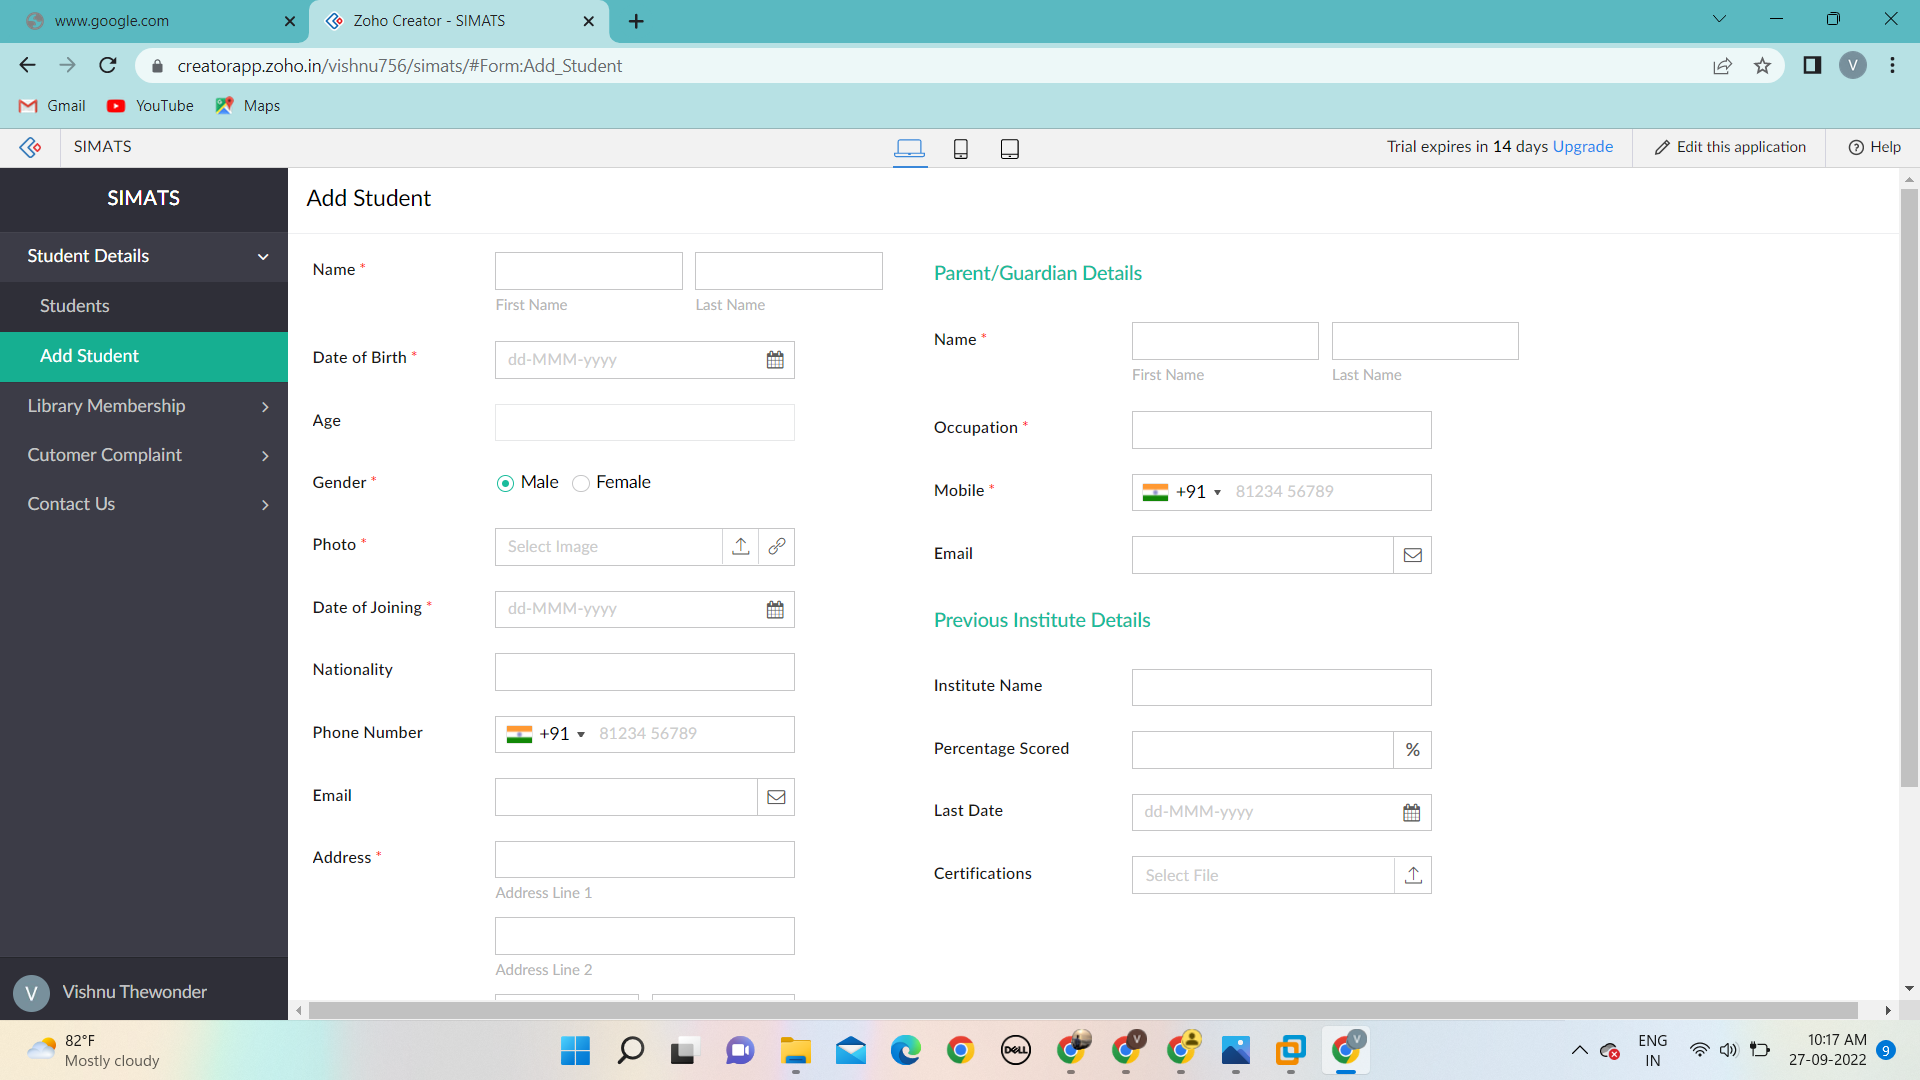 www.google.com
Zoho Creator - SIMATS
creatorapp.zoho.in/vishnu756/simats/#Form:Add_Student
V
Gmail
YouTube
Maps
SIMATS
Trial expires in 14 days Upgrade
Edit this application
Help
SIMATS
Student Details
Students
Add Student
Library Membership
Cutomer Complaint
Contact Us
V
Vishnu Thewonder
Add Student
Name *
First Name
Last Name
Date of Birth *
dd-MMM-yyyy
Age
Gender *
Male
Female
Photo *
Select Image
Date of Joining *
dd-MMM-yyyy
Nationality
Phone Number
+91
81234 56789
Email
Address *
Address Line 1
Address Line 2
Parent/Guardian Details
Name *
First Name
Last Name
Occupation *
Mobile *
+91
81234 56789
Email
Previous Institute Details
Institute Name
Percentage Scored
%
Last Date
dd-MMM-yyyy
Certifications
Select File
82°F
Mostly cloudy
DELL
V
V
ENG
IN
10:17 AM
27-09-2022
9